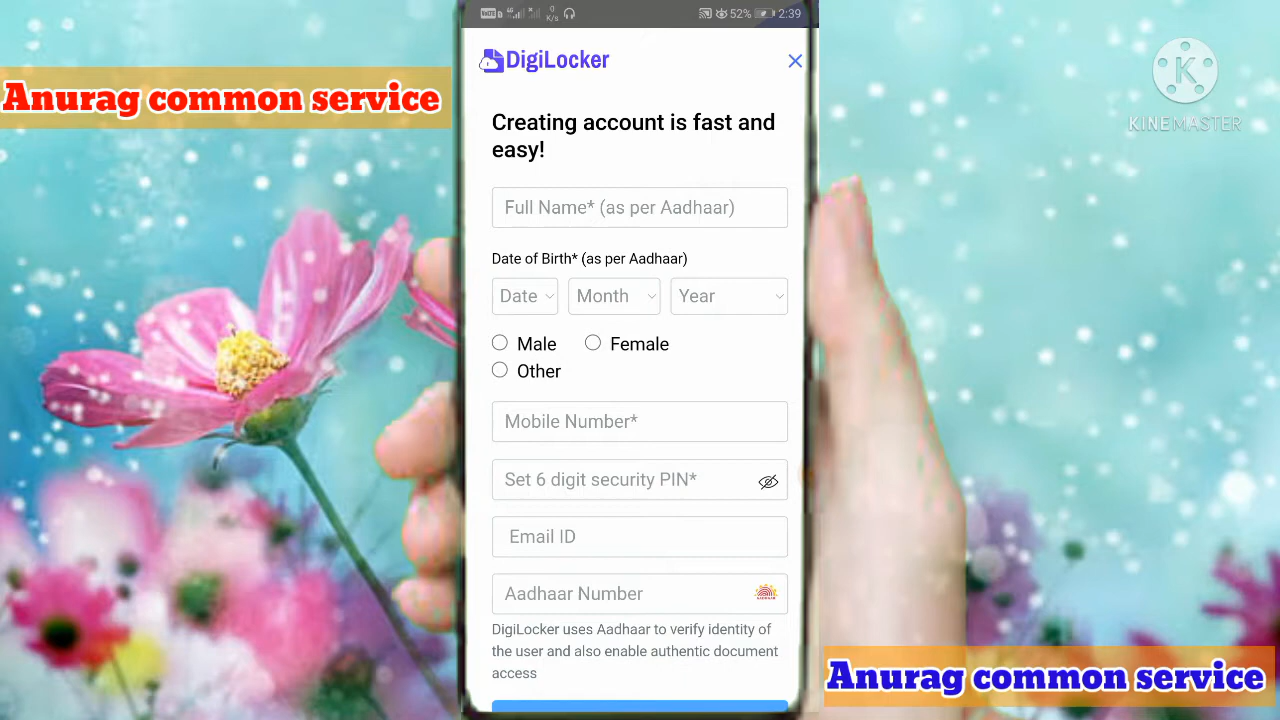 4G
0
K/s
52%
2:39
DigiLocker
Anurag common service
K
KINEMASTER
Creating account is fast and
easy!
Full Name* (as per Aadhaar)
Date of Birth* (as per Aadhaar)
Date Month Year
Male Female
Other
Mobile Number*
Set 6 digit security PIN*
Email ID
Aadhaar Number
DigiLocker uses Aadhaar to verify identity of
the user and also enable authentic document
access
Anurag common service